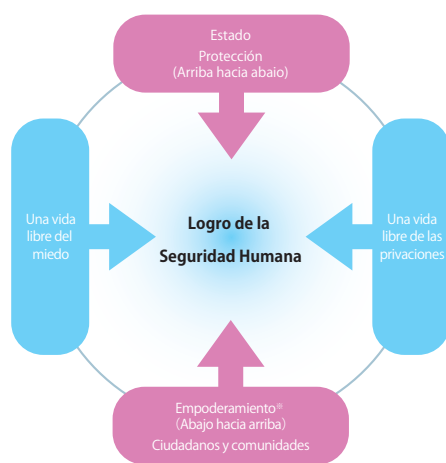 Estado
Protección
(Arriba hacia abaio)
Una vida
libre del
miedo
Logro de la
Seguridad Humana
Una vida
libre de las
privaciones
Empoderamiento※
(Abajo hacia arriba)
Ciudadanos y comunidades